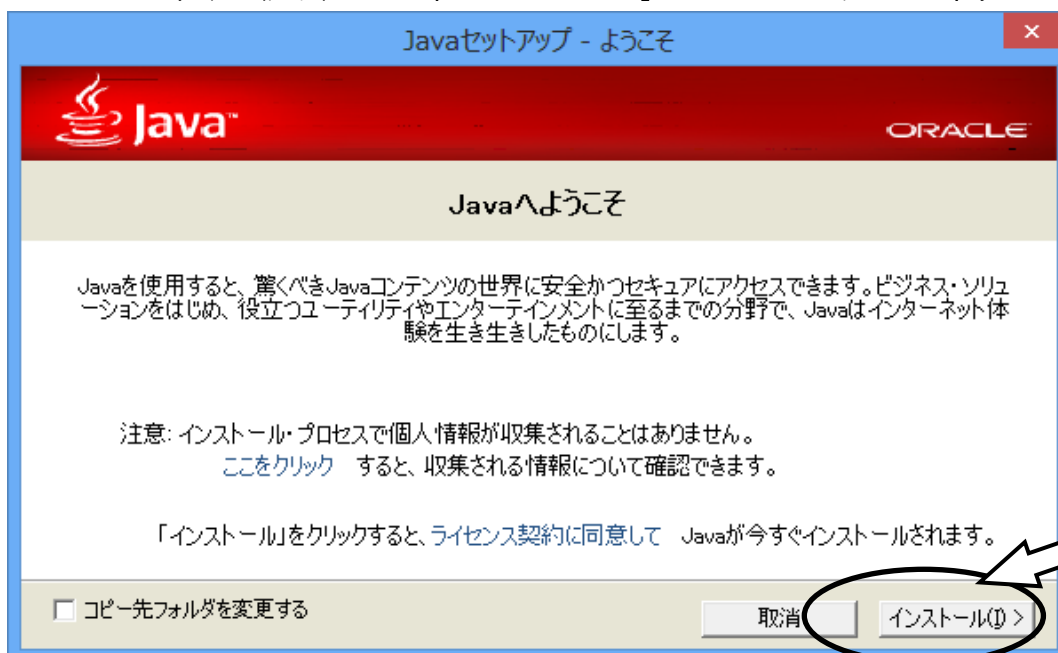 Javaセットアップ - ようこそ
Java™
ORACLE
Javaへようこそ
Javaを使用すると、驚くべきJavaコンテンツの世界に安全かつセキュアにアクセスできます。ビジネス・ソリュ
ーションをはじめ、役立つユーティリティやエンターテインメントに至るまでの分野で、Javaはインターネット体
験を生き生きしたものにします。
注意: インストール・プロセスで個人情報が収集されることはありません。
ここをクリック すると、収集される情報について確認できます。
「インストール」をクリックすると、ライセンス契約に同意して Javaが今すぐインストールされます。
コピー先フォルダを変更する
取消
インストール(I) >